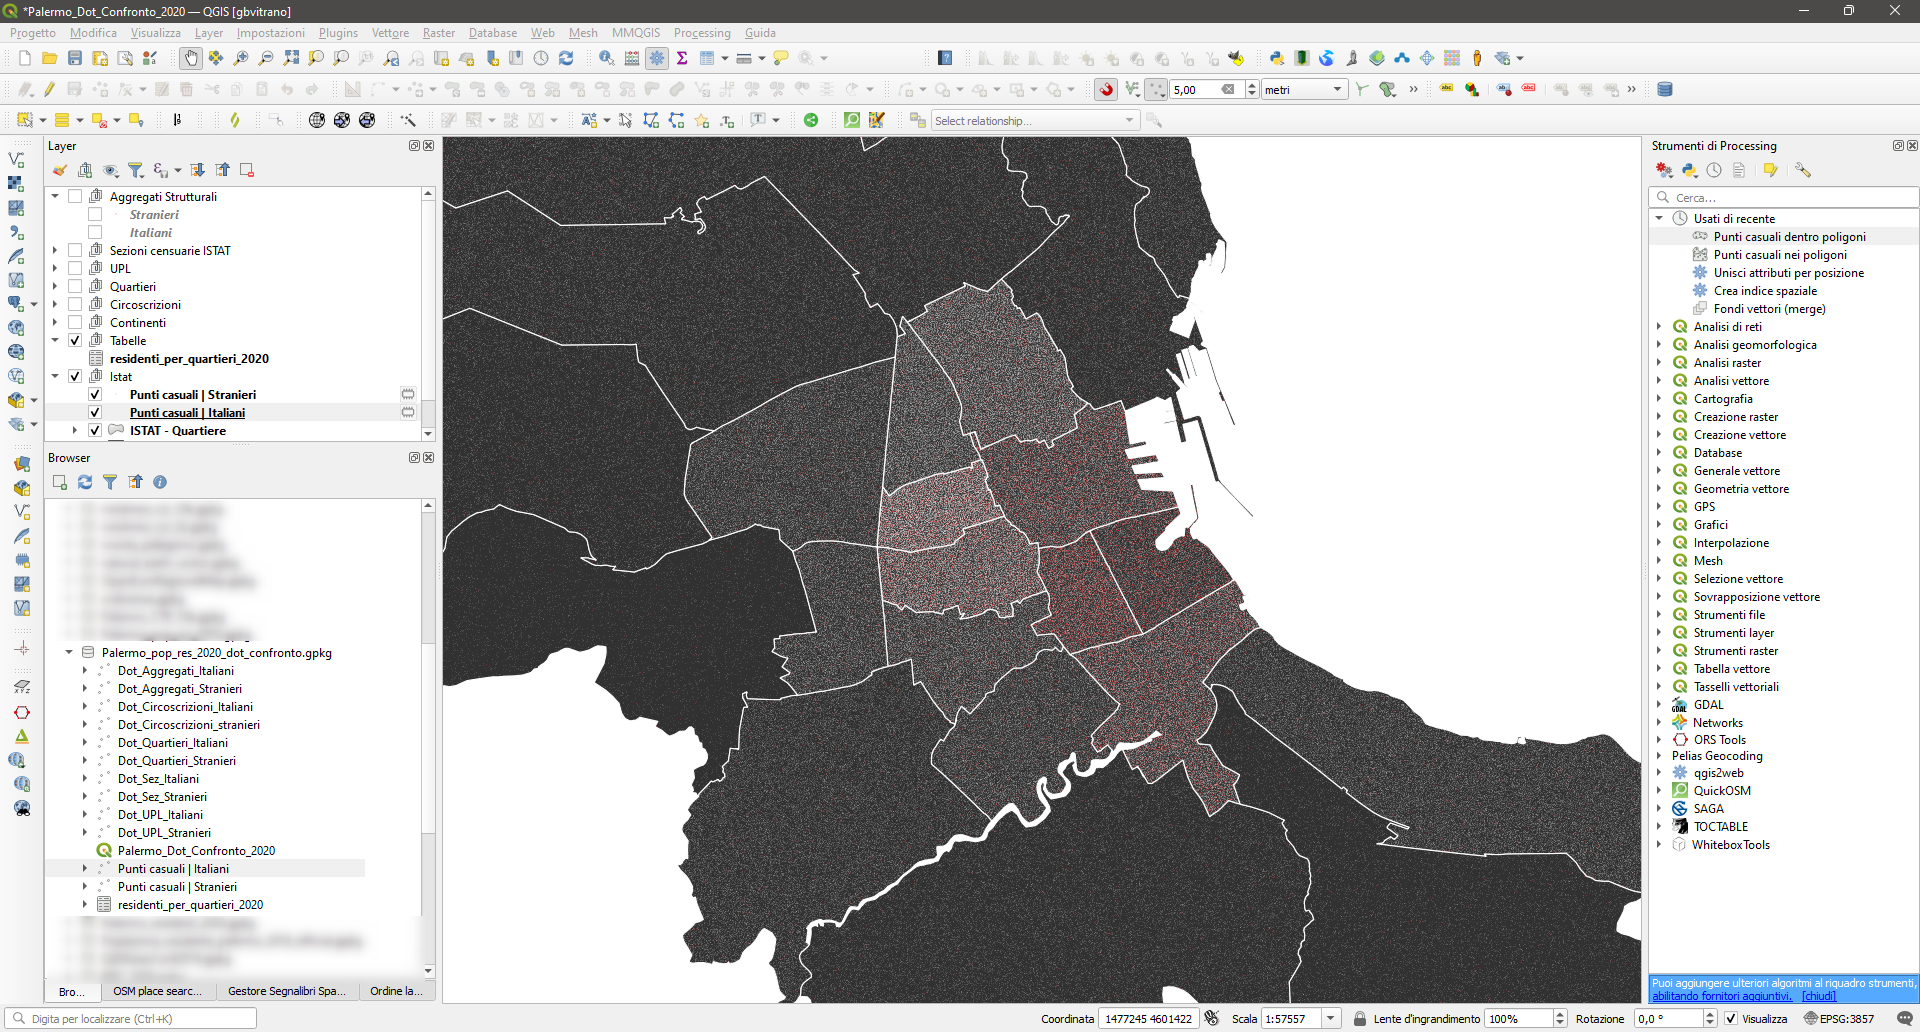 *Palermo_Dot_Confronto_2020 — QGIS [gbvitrano]
Progetto Modifica Visualizza Layer Impostazioni Plugins Vettore Raster Database Web Mesh MMQGIS Processing Guida
5,00 metri
Select relationship...
Layer
Aggregati Strutturali
Stranieri
Italiani
Sezioni censuarie ISTAT
UPL
Quartieri
Circoscrizioni
Continenti
Tabelle
residenti_per_quartieri_2020
Istat
Punti casuali | Stranieri
Punti casuali | Italiani
ISTAT - Quartiere
Browser
Palermo_pop_res_2020_dot_confronto.gpkg
Dot_Aggregati_Italiani
Dot_Aggregati_Stranieri
Dot_Circoscrizioni_Italiani
Dot_Circoscrizioni_stranieri
Dot_Quartieri_Italiani
Dot_Quartieri_Stranieri
Dot_Sez_Italiani
Dot_Sez_Stranieri
Dot_UPL_Italiani
Dot_UPL_Stranieri
Palermo_Dot_Confronto_2020
Punti casuali | Italiani
Punti casuali | Stranieri
residenti_per_quartieri_2020
Bro... OSM place searc... Gestore Segnalibri Spa... Ordine la...
Strumenti di Processing
Cerca...
Usati di recente
Punti casuali dentro poligoni
Punti casuali nei poligoni
Unisci attributi per posizione
Crea indice spaziale
Fondi vettori (merge)
Analisi di reti
Analisi geomorfologica
Analisi raster
Analisi vettore
Cartografia
Creazione raster
Creazione vettore
Database
Generale vettore
Geometria vettore
GPS
Grafici
Interpolazione
Mesh
Selezione vettore
Sovrapposizione vettore
Strumenti file
Strumenti layer
Strumenti raster
Tabella vettore
Tasselli vettoriali
GDAL
Networks
ORS Tools
Pelias Geocoding
qgis2web
QuickOSM
SAGA
TOCTABLE
WhiteboxTools
Puoi aggiungere ulteriori algoritmi al riquadro strumenti,
abilitando fornitori aggiuntivi. [chiudi]
Digita per localizzare (Ctrl+K) Coordinata 1477245 4601422 Scala 1:57557 Lente d'ingrandimento 100% Rotazione 0,0 ° Visualizza EPSG:3857